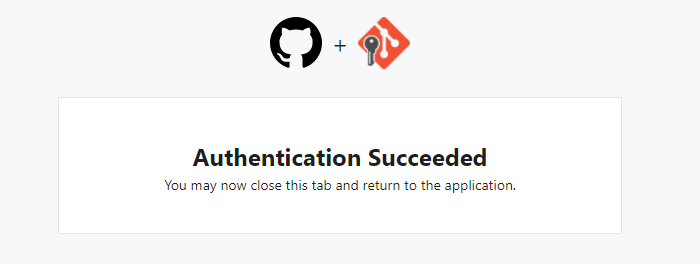 +
Authentication Succeeded
You may now close this tab and return to the application.